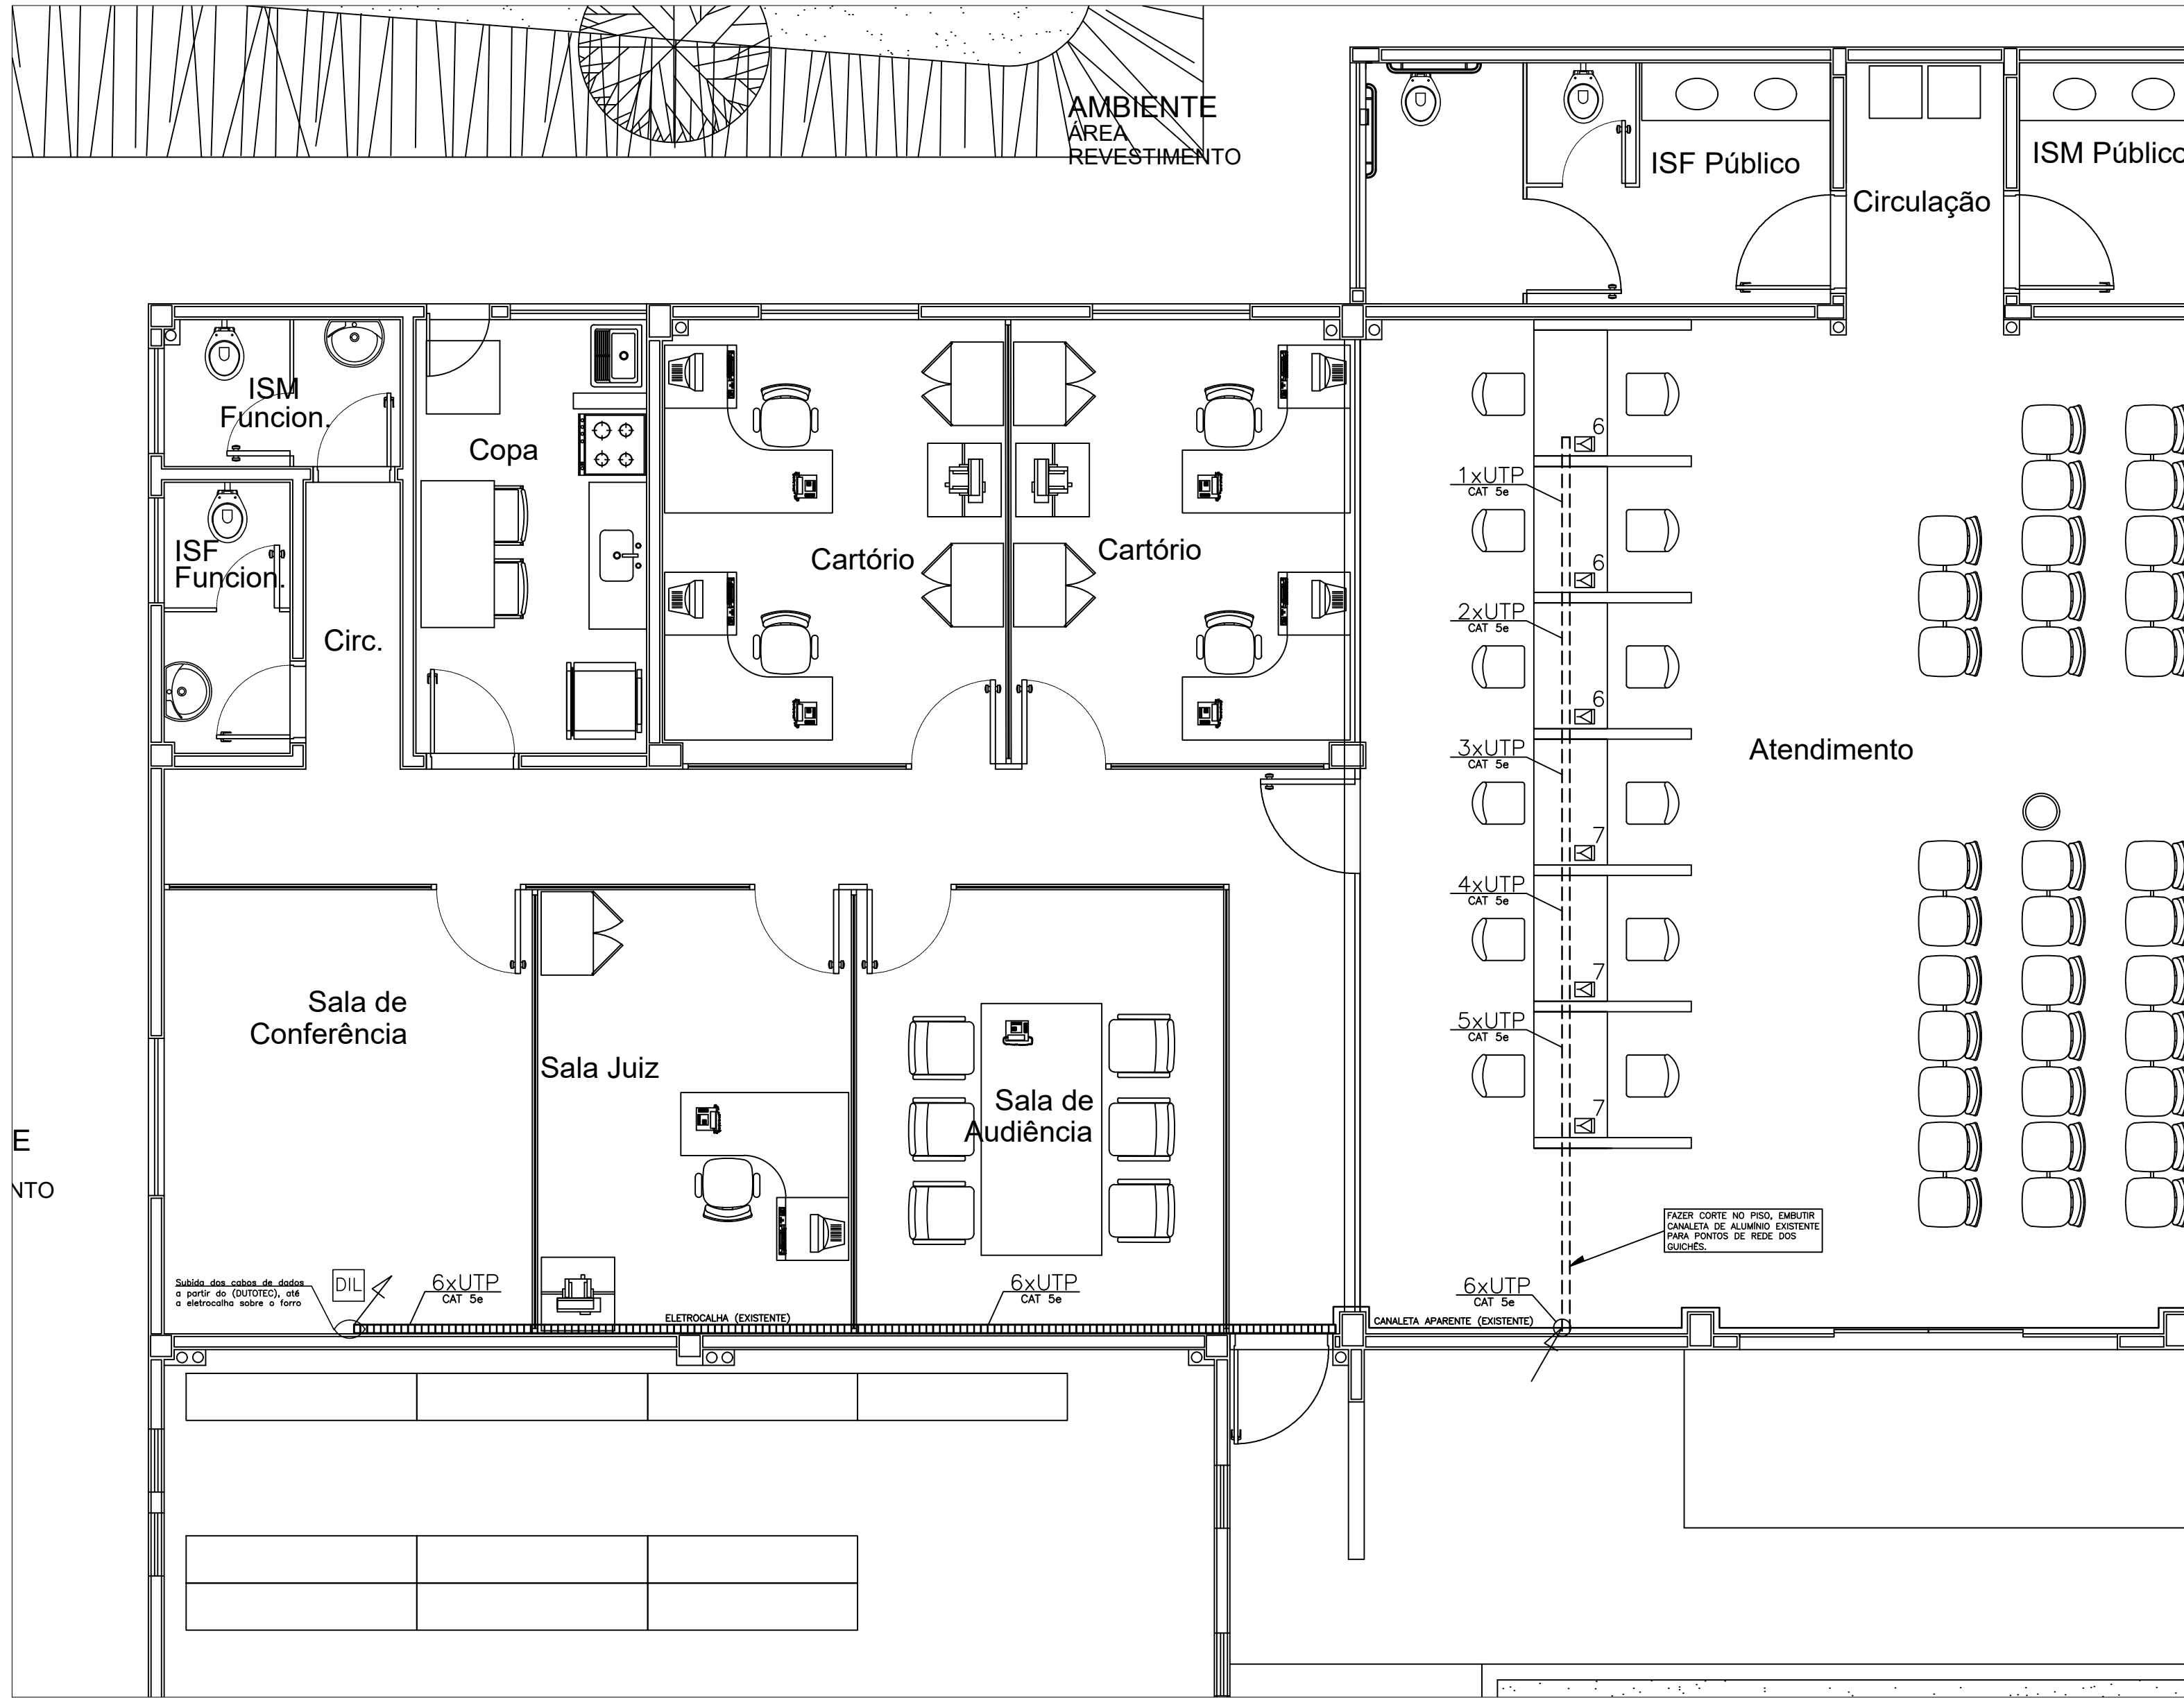 AMBIENTE
ÁREA
REVESTIMENTO
ISF Público
ISM Público
Circulação
ISM
Funcion.
Copa
ISF
Funcion.
Circ.
Cartório
Cartório
6
1xUTP
CAT 5e
6
2xUTP
CAT 5e
6
3xUTP
CAT 5e
Atendimento
7
4xUTP
CAT 5e
7
5xUTP
CAT 5e
7
Sala de
Conferência
Sala Juiz
Sala de
Audiência
E
NTO
FAZER CORTE NO PISO, EMBUTIR
CANALETA DE ALUMÍNIO EXISTENTE
PARA PONTOS DE REDE DOS
GUICHÊS.
Subida dos cabos de dados
a partir do (DUTOTEC), até
a eletrocalha sobre o forro
DIL
6xUTP
CAT 5e
ELETROCALHA (EXISTENTE)
6xUTP
CAT 5e
CANALETA APARENTE (EXISTENTE)
6xUTP
CAT 5e